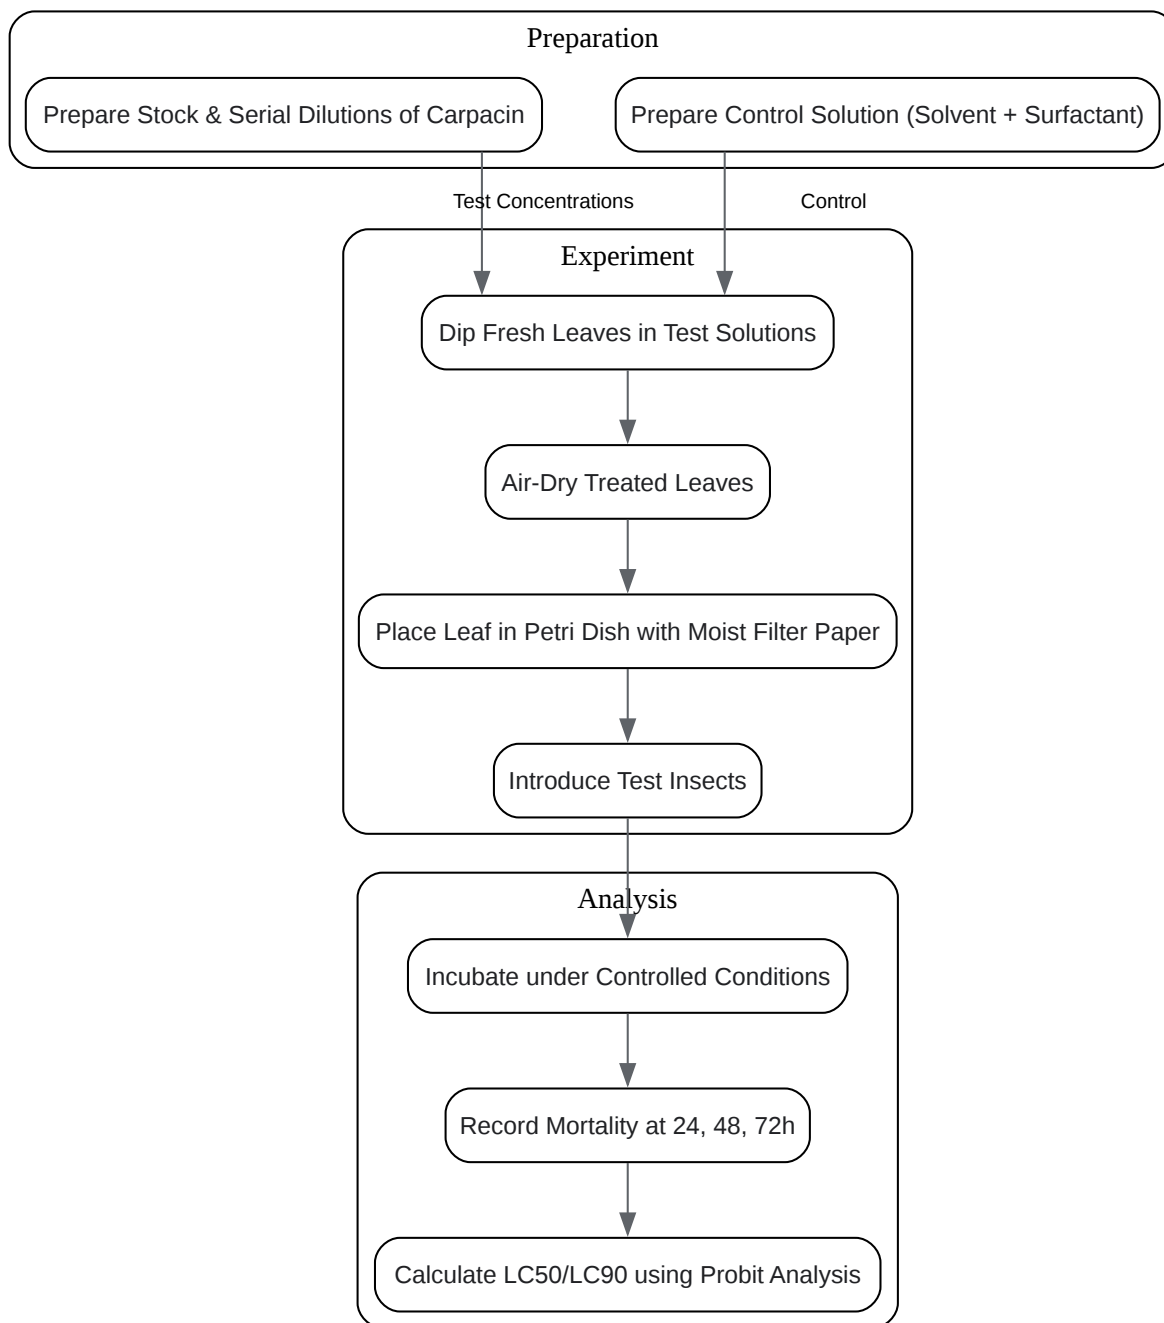 Preparation
Prepare Stock & Serial Dilutions of Carpacin
Prepare Control Solution (Solvent + Surfactant)
Test Concentrations
Control
Experiment
Dip Fresh Leaves in Test Solutions
Air-Dry Treated Leaves
Place Leaf in Petri Dish with Moist Filter Paper
Introduce Test Insects
Analysis
Incubate under Controlled Conditions
Record Mortality at 24, 48, 72h
Calculate LC50/LC90 using Probit Analysis